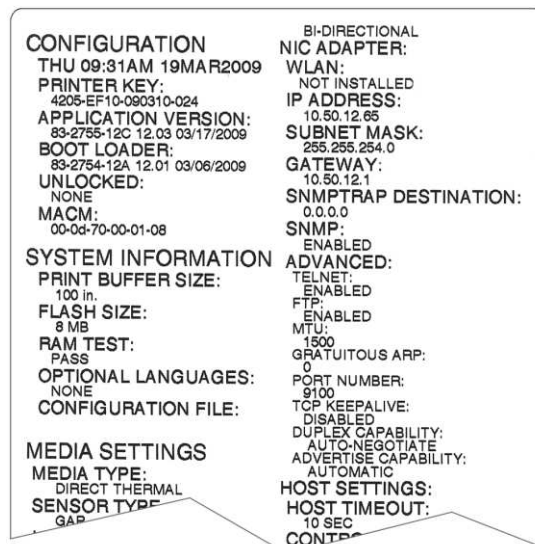 CONFIGURATION
THU 09:31AM 19MAR2009
PRINTER KEY:
4205-EF10-090310-024
APPLICATION VERSION:
83-2755-12C 12.03 03/17/2009
BOOT LOADER:
83-2754-12A 12.01 03/06/2009
UNLOCKED:
NONE
MACM:
00-0d-70-00-01-08
SYSTEM INFORMATION
PRINT BUFFER SIZE:
100 in.
FLASH SIZE:
8 MB
RAM TEST:
PASS
OPTIONAL LANGUAGES:
NONE
CONFIGURATION FILE:
MEDIA SETTINGS
MEDIA TYPE:
DIRECT THERMAL
SENSOR TYPE
GAP
BI-DIRECTIONAL
NIC ADAPTER:
WLAN:
NOT INSTALLED
IP ADDRESS:
10.50.12.65
SUBNET MASK:
255.255.254.0
GATEWAY:
10.50.12.1
SNMPTRAP DESTINATION:
0.0.0.0
SNMP:
ENABLED
ADVANCED:
TELNET:
ENABLED
FTP:
ENABLED
MTU:
1500
GRATUITOUS ARP:
0
PORT NUMBER:
9100
TCP KEEPALIVE:
DISABLED
DUPLEX CAPABILITY:
AUTO-NEGOTIATE
ADVERTISE CAPABILITY:
AUTOMATIC
HOST SETTINGS:
HOST TIMEOUT:
10 SEC